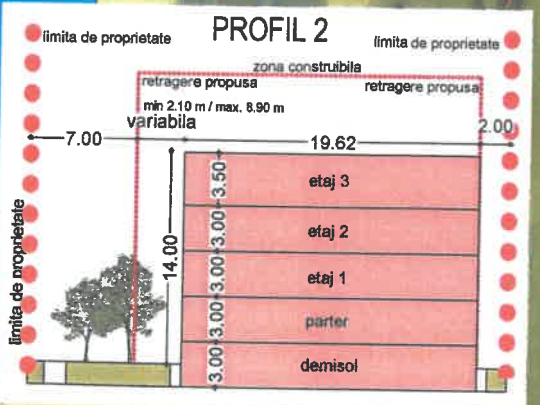 PROFIL 2
limita de proprietate
limita de proprietate
zona construibila
retragere propusa
retragere propusa
min 2.10 m / max. 8.90 m
variabila
7.00
19.62
2.00
3.50
etaj 3
3.00
etaj 2
14.00
3.00
etaj 1
3.00
parter
3.00
demisol
limita de proprietate